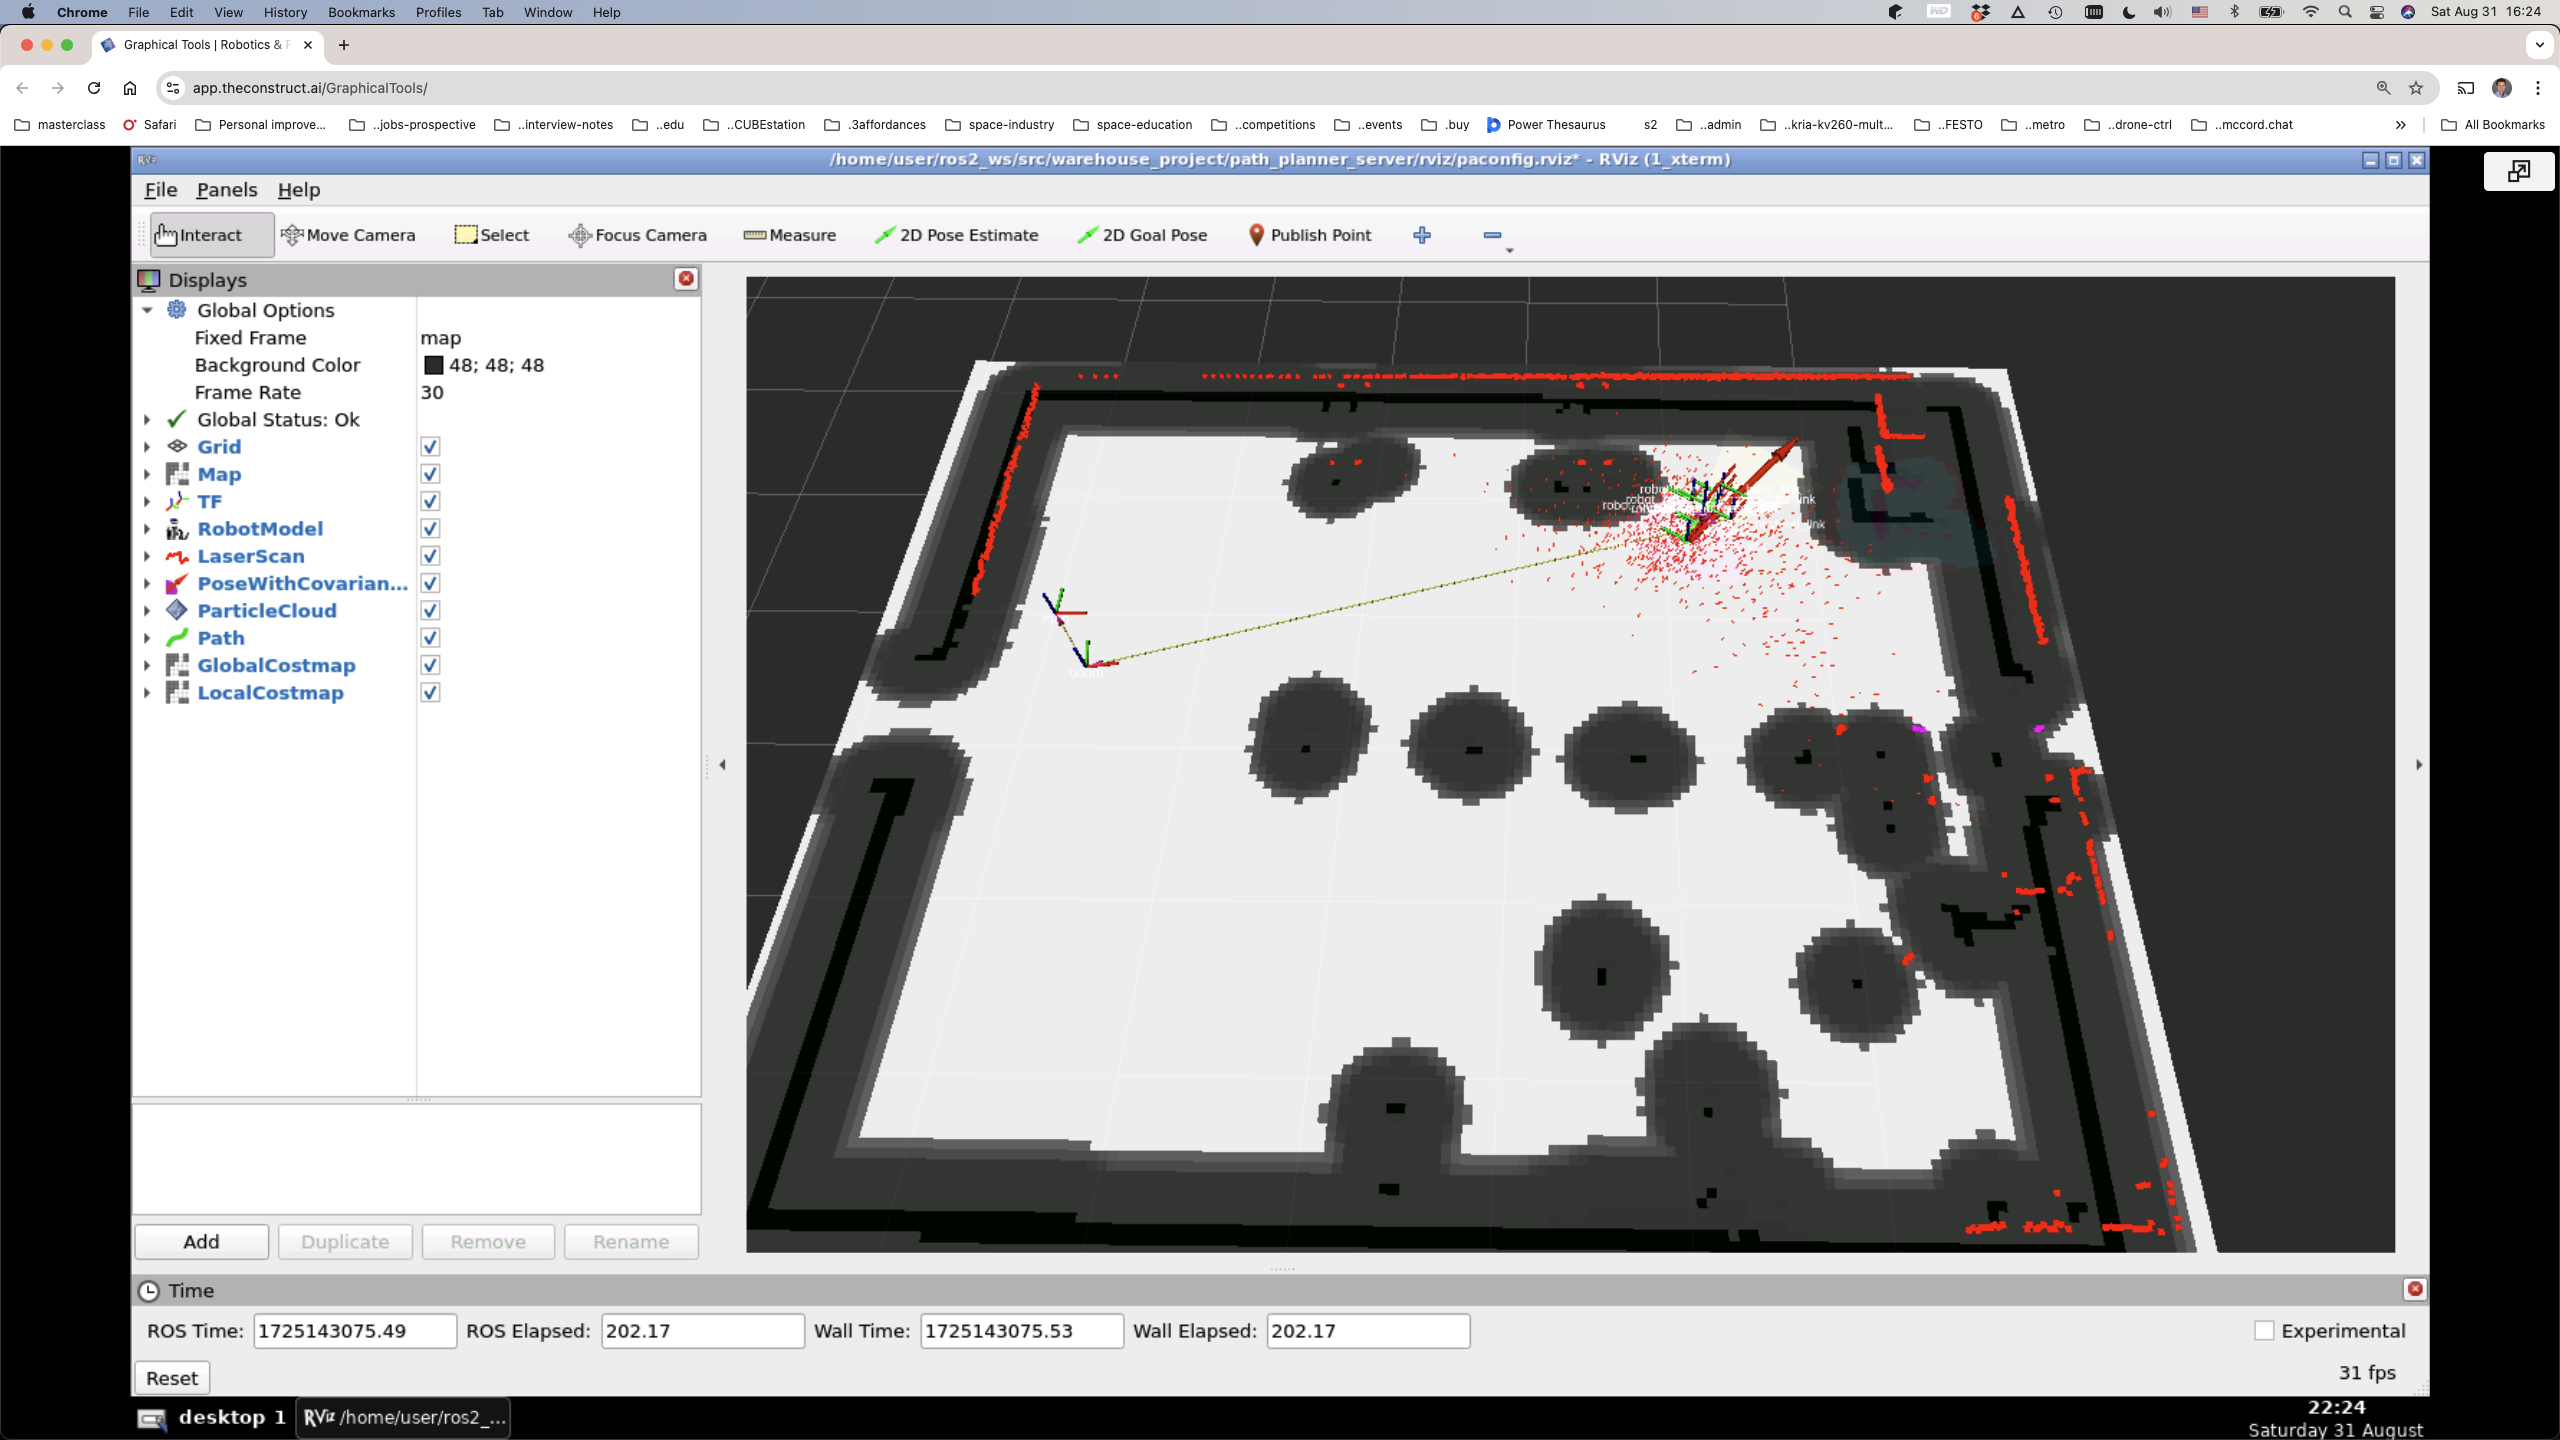 Chrome File Edit View History Bookmarks Profiles Tab Window Help Sat Aug 31 16:24
Graphical Tools | Robotics & R
app.theconstruct.ai/GraphicalTools/
masterclass Safari Personal improve... ..jobs-prospective ..interview-notes ..edu ..CUBEstation .3affordances space-industry space-education ..competitions ..events .buy Power Thesaurus s2 ..admin ..kria-kv260-mult... ..FESTO ..metro ..drone-ctrl ..mccord.chat » All Bookmarks
/home/user/ros2_ws/src/warehouse_project/path_planner_server/rviz/paconfig.rviz* - RViz (1_xterm)
File Panels Help
Interact Move Camera Select Focus Camera Measure 2D Pose Estimate 2D Goal Pose Publish Point
Displays
Global Options
Fixed Frame map
Background Color 48; 48; 48
Frame Rate 30
Global Status: Ok
Grid
Map
TF
RobotModel
LaserScan
PoseWithCovarian...
ParticleCloud
Path
GlobalCostmap
LocalCostmap
Add Duplicate Remove Rename
Time
ROS Time: 1725143075.49 ROS Elapsed: 202.17 Wall Time: 1725143075.53 Wall Elapsed: 202.17 Experimental
Reset 31 fps
desktop 1 RViz /home/user/ros2_... 22:24
Saturday 31 August